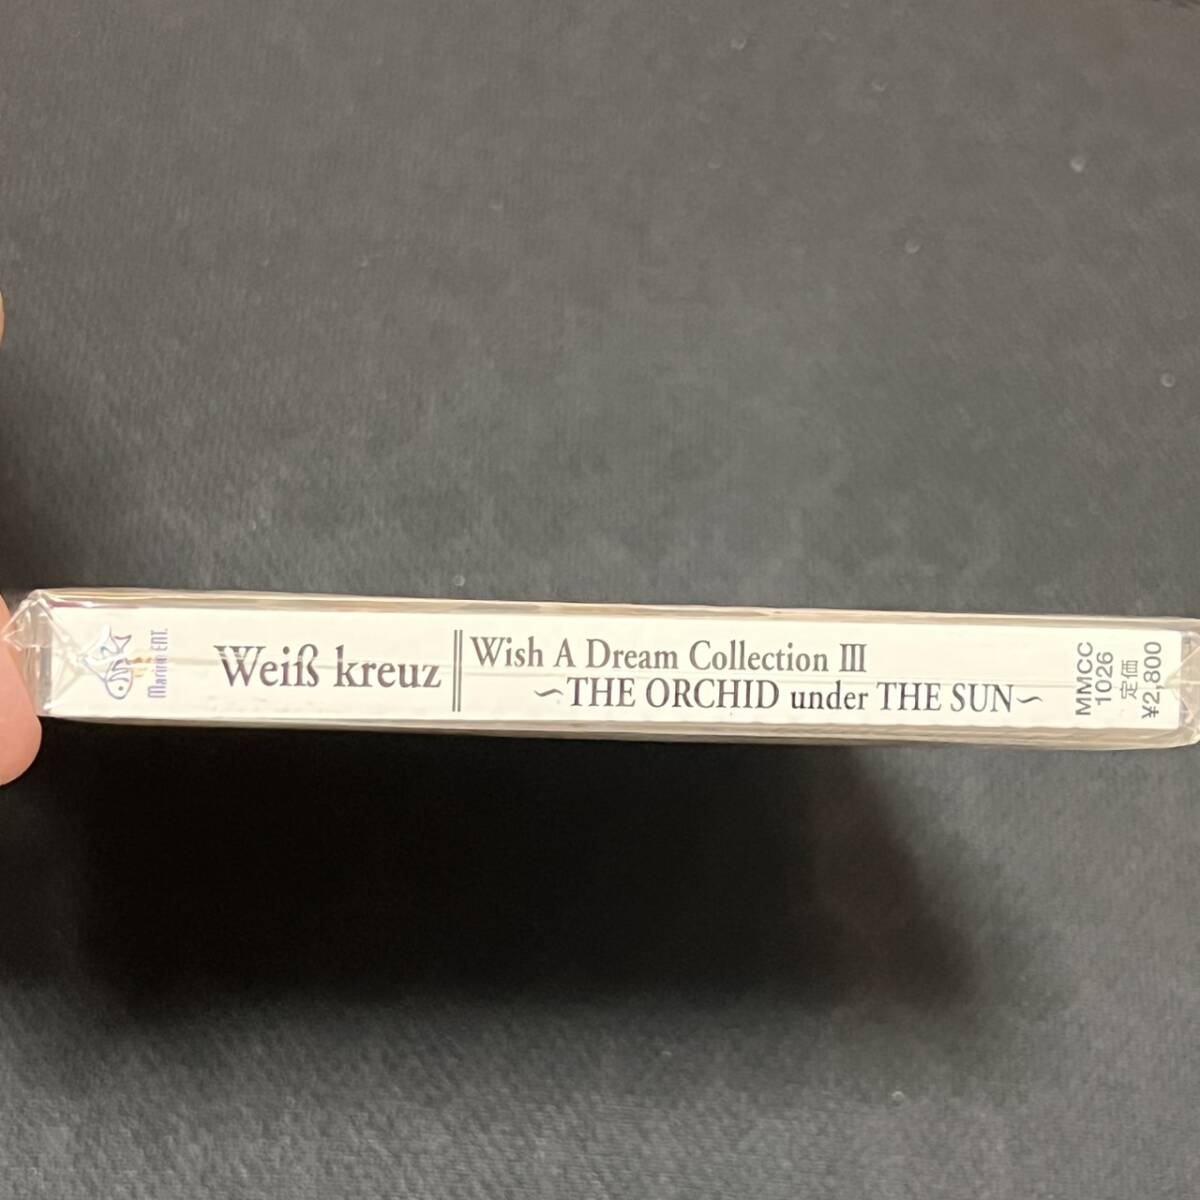 Marine ENT.
Weiß kreuz
Wish A Dream Collection III
~THE ORCHID under THE SUN~
MMCC
1026
定価
¥2,800